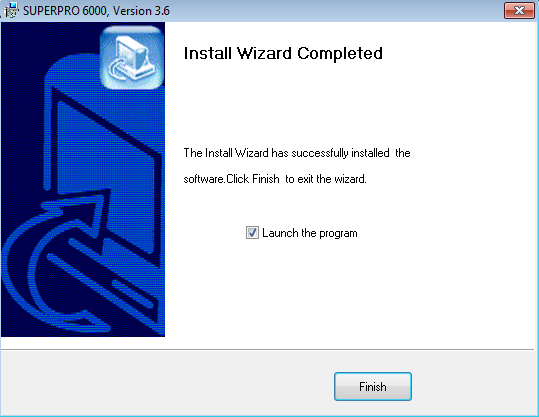 SUPERPRO 6000, Version 3.6
Install Wizard Completed
The Install Wizard has successfully installed the
software.Click Finish to exit the wizard.
Launch the program
Finish